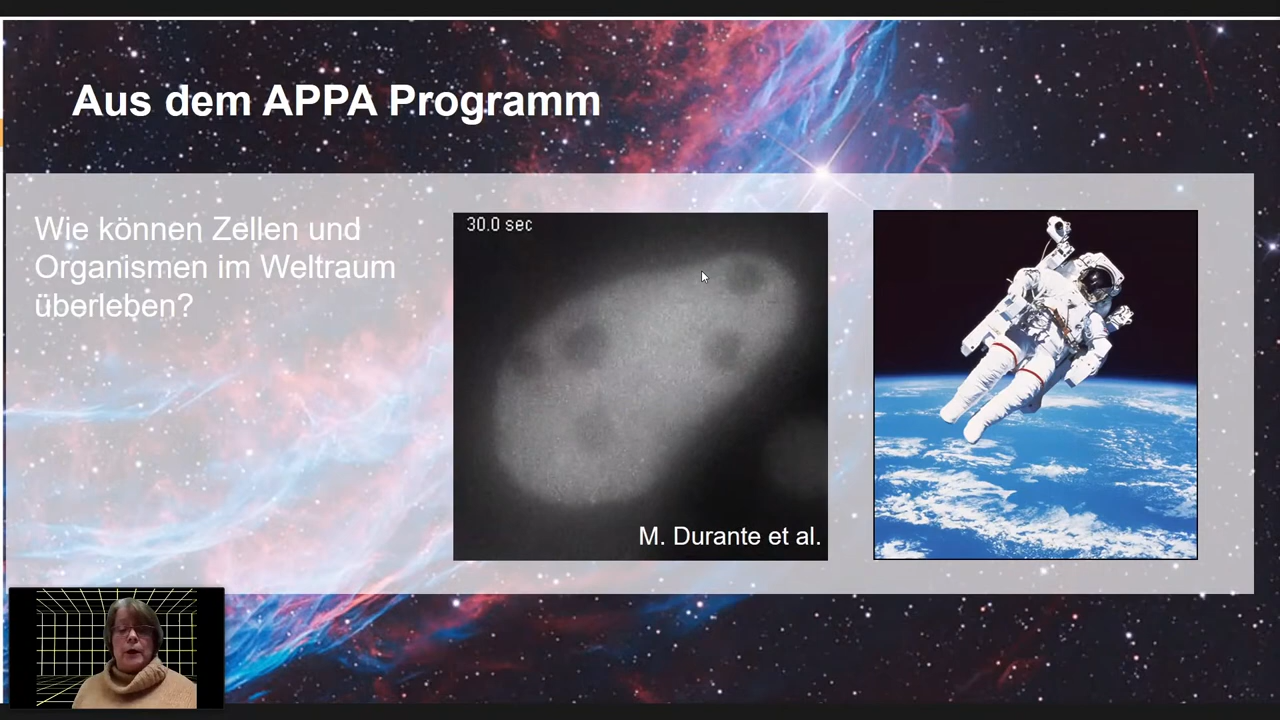 Aus dem APPA Programm
Wie können Zellen und
Organismen im Weltraum
überleben?
30.0 sec
M. Durante et al.